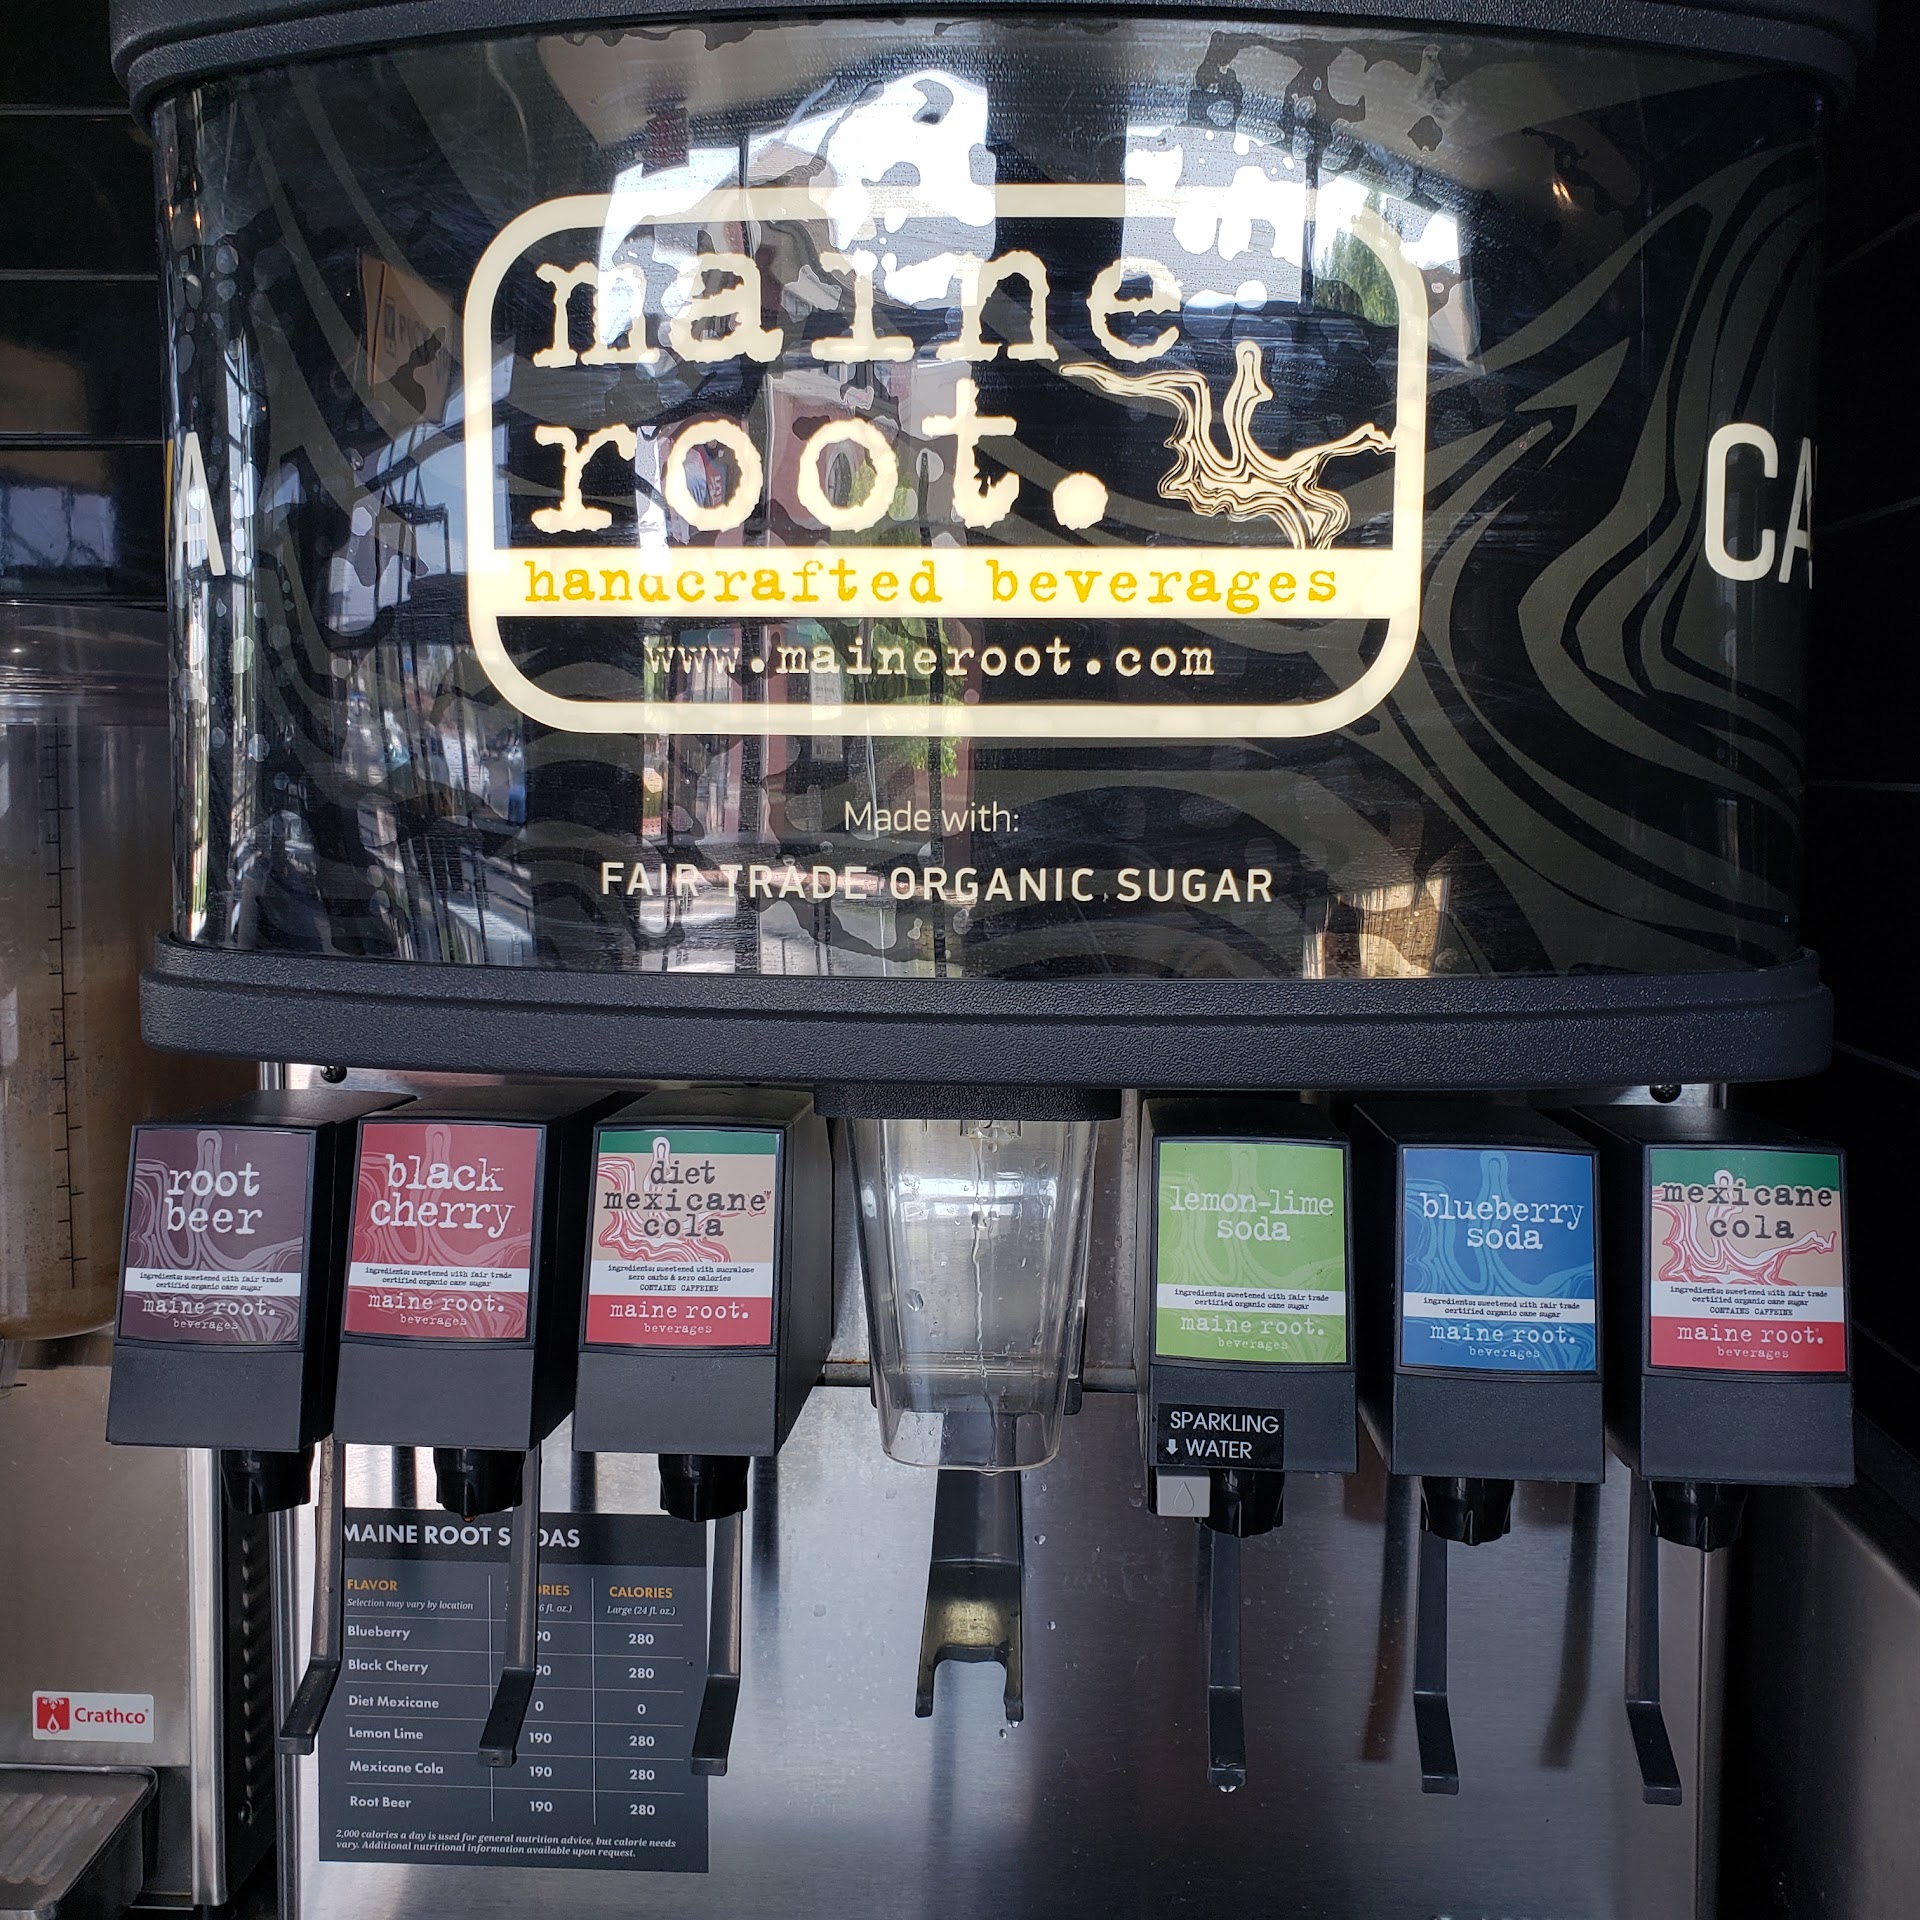 maine
root.
handcrafted beverages
www.maineroot.com
A
CA
Made with:
FAIR TRADE ORGANIC SUGAR
root
beer
ingredients: sweetened with fair trade
certified organic cane sugar
maine root.
beverages
black
cherry
ingredients: sweetened with fair trade
certified organic cane sugar
maine root.
beverages
diet
mexicane™
cola
ingredients: sweetened with sucralose
zero carbs & zero calories
CONTAINS CAFFEINE
maine root.
beverages
lemon-lime
soda
ingredients: sweetened with fair trade
certified organic cane sugar
maine root.
beverages
SPARKLING
WATER
blueberry
soda
ingredients: sweetened with fair trade
certified organic cane sugar
maine root.
beverages
mexicane
cola
ingredients: sweetened with fair trade
certified organic cane sugar
CONTAINS CAFFEINE
maine root.
beverages
MAINE ROOT S DAS
FLAVOR RIES CALORIES
Selection may vary by location 6 fl. oz.) Large (24 fl. oz.)
Blueberry 90 280
Black Cherry 90 280
Diet Mexicane 0 0
Lemon Lime 190 280
Mexicane Cola 190 280
Root Beer 190 280
2,000 calories a day is used for general nutrition advice, but calorie needs
vary. Additional nutritional information available upon request.
Crathco